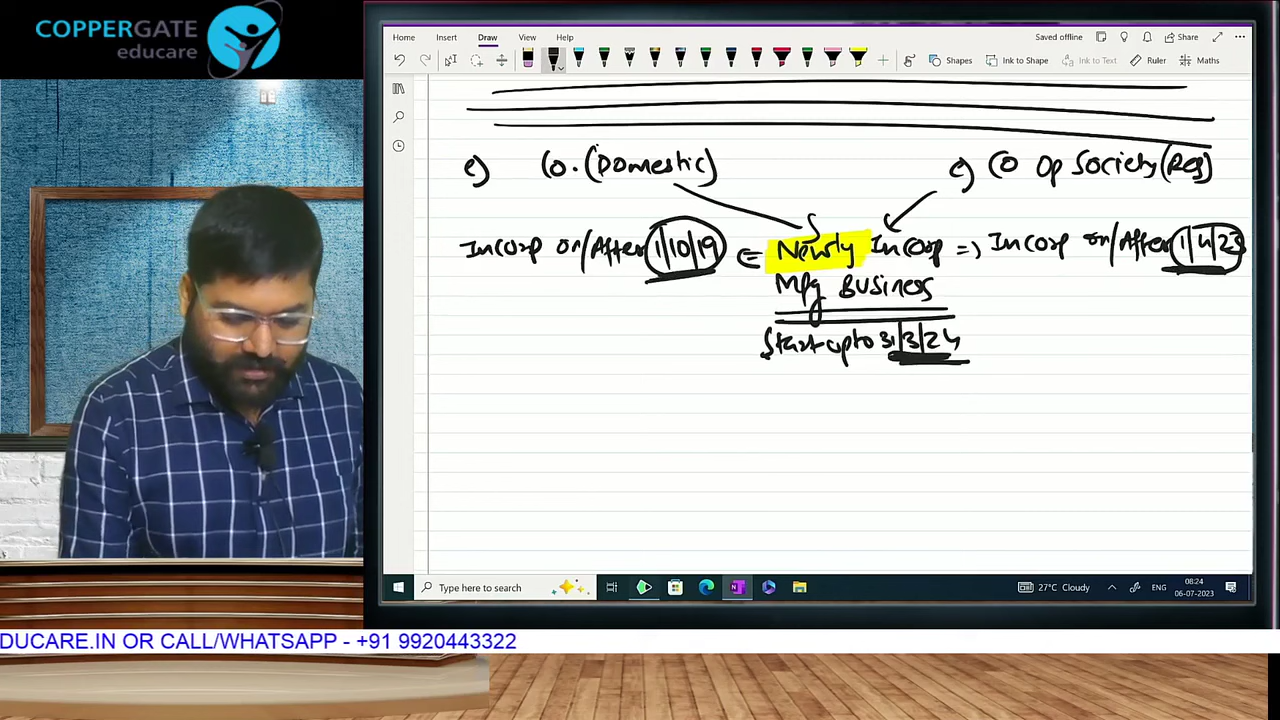 COPPERGATE
educare
Home Insert Draw View Help
Saved offline
Share
Shapes
Ink to Shape
Ink to Text
Ruler
Maths
e) Co. (Domestic)
e) Co Op Society (Reg)
Incorp on/After 1/10/19 <= Newly Incorp => Incorp on/After 1/4/23
Mfg Business
Start upto 31/3/24
Type here to search
27°C Cloudy
ENG
08:24
06-07-2023
DUCARE.IN OR CALL/WHATSAPP - +91 9920443322